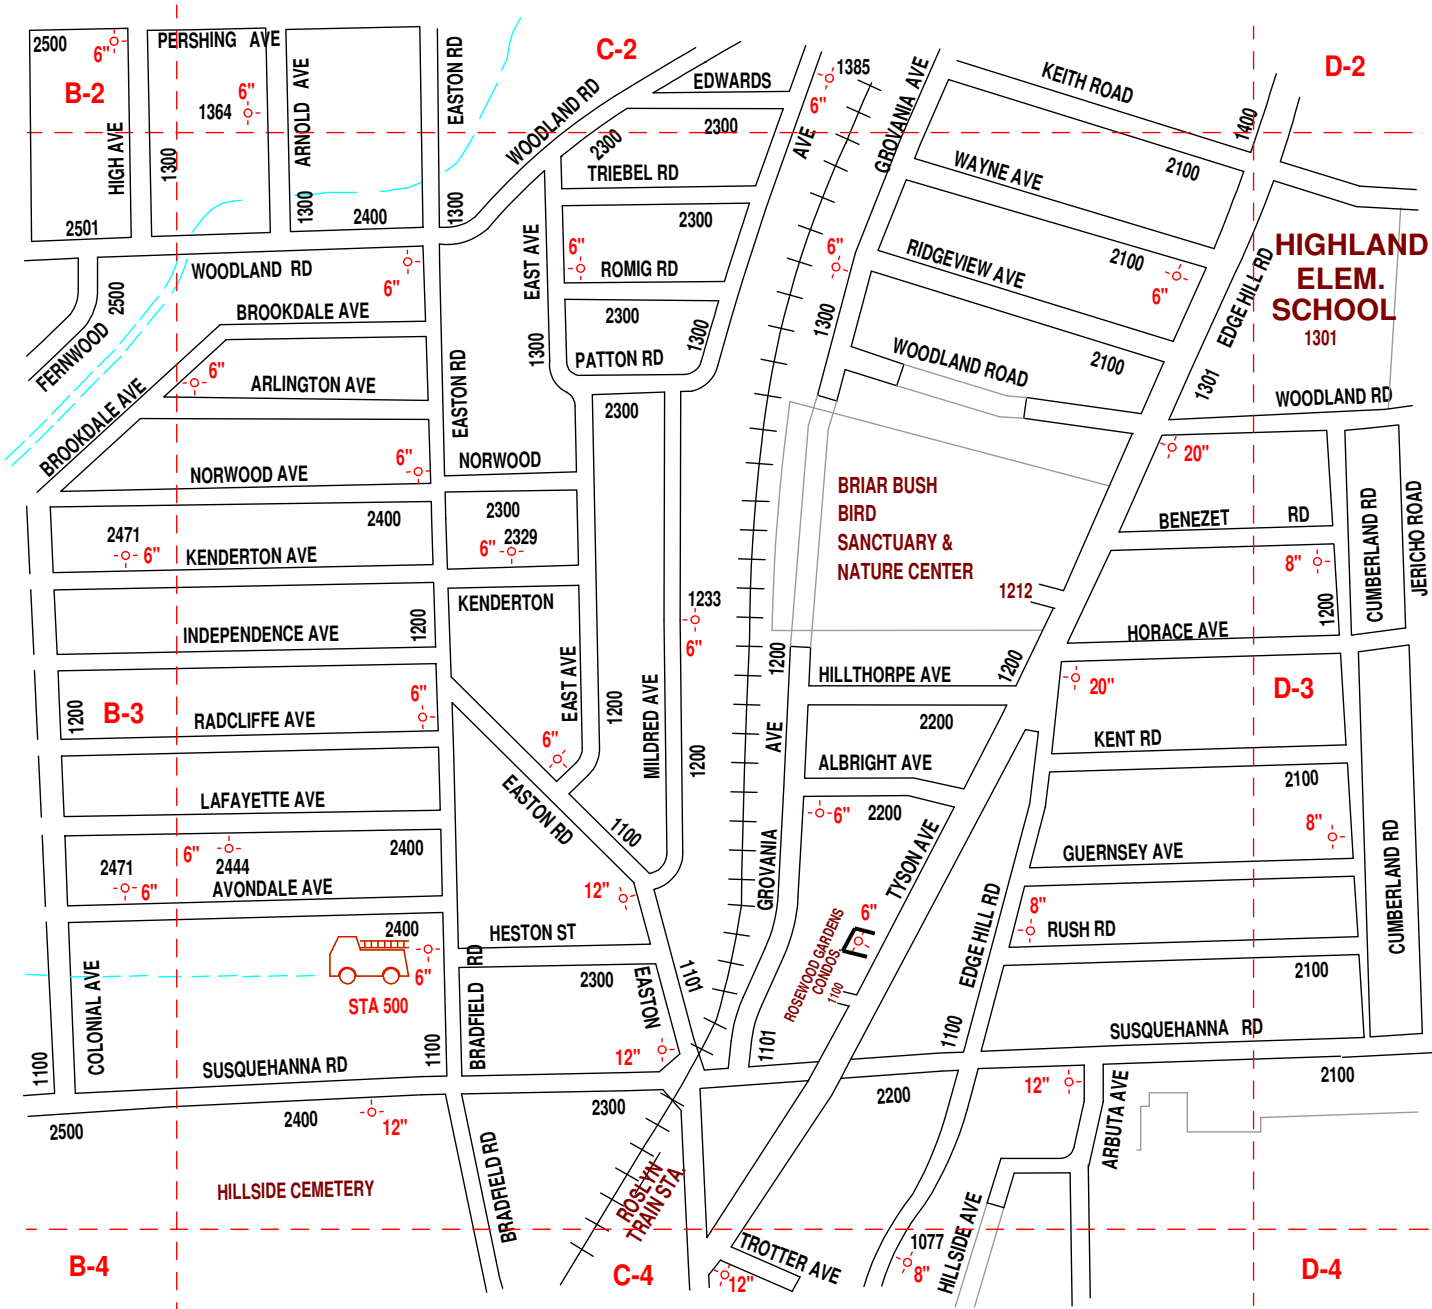 2500
6"
PERSHING AVE
B-2
1364
6"
HIGH AVE
1300
ARNOLD AVE
1300
2400
2501
EASTON RD
1300
C-2
WOODLAND RD
EDWARDS
2300
2300
TRIEBEL RD
2300
6"
ROMIG RD
EAST AVE
1300
2300
PATTON RD
1300
2300
1385
6"
AVE
GROVANIA AVE
KEITH ROAD
D-2
1400
WAYNE AVE
2100
RIDGEVIEW AVE
2100
6"
6"
1300
WOODLAND ROAD
2100
EDGE HILL RD
1301
HIGHLAND
ELEM.
SCHOOL
1301
WOODLAND RD
WOODLAND RD
6"
BROOKDALE AVE
2500
FERNWOOD
BROOKDALE AVE
6"
ARLINGTON AVE
EASTON RD
NORWOOD AVE
6"
NORWOOD
2471
6"
2400
KENDERTON AVE
2300
2329
6"
KENDERTON
INDEPENDENCE AVE
1200
1200
B-3
RADCLIFFE AVE
6"
LAFAYETTE AVE
6"
2444
2400
2471
6"
AVONDALE AVE
EAST AVE
6"
1200
MILDRED AVE
1200
1233
6"
EASTON RD
1100
12"
BRIAR BUSH
BIRD
SANCTUARY &
NATURE CENTER
1212
20"
BENEZET RD
8"
1200
CUMBERLAND RD
JERICHO ROAD
HORACE AVE
1200
AVE
HILLTHORPE AVE
1200
2200
ALBRIGHT AVE
6"
2200
GROVANIA
TYSON AVE
20"
D-3
KENT RD
2100
8"
GUERNSEY AVE
CUMBERLAND RD
8"
RUSH RD
2100
EDGE HILL RD
1100
SUSQUEHANNA RD
2100
ROSEWOOD GARDENS
CONDOS.
1100
6"
1101
1101
HESTON ST
RD
2300
EASTON
BRADFIELD
12"
2400
6"
STA 500
COLONIAL AVE
1100
1100
SUSQUEHANNA RD
2500
2400
12"
2300
2200
12"
ARBUTA AVE
HILLSIDE CEMETERY
BRADFIELD RD
ROSLYN
TRAIN STA.
B-4
C-4
12"
TROTTER AVE
1077
8"
HILLSIDE AVE
D-4